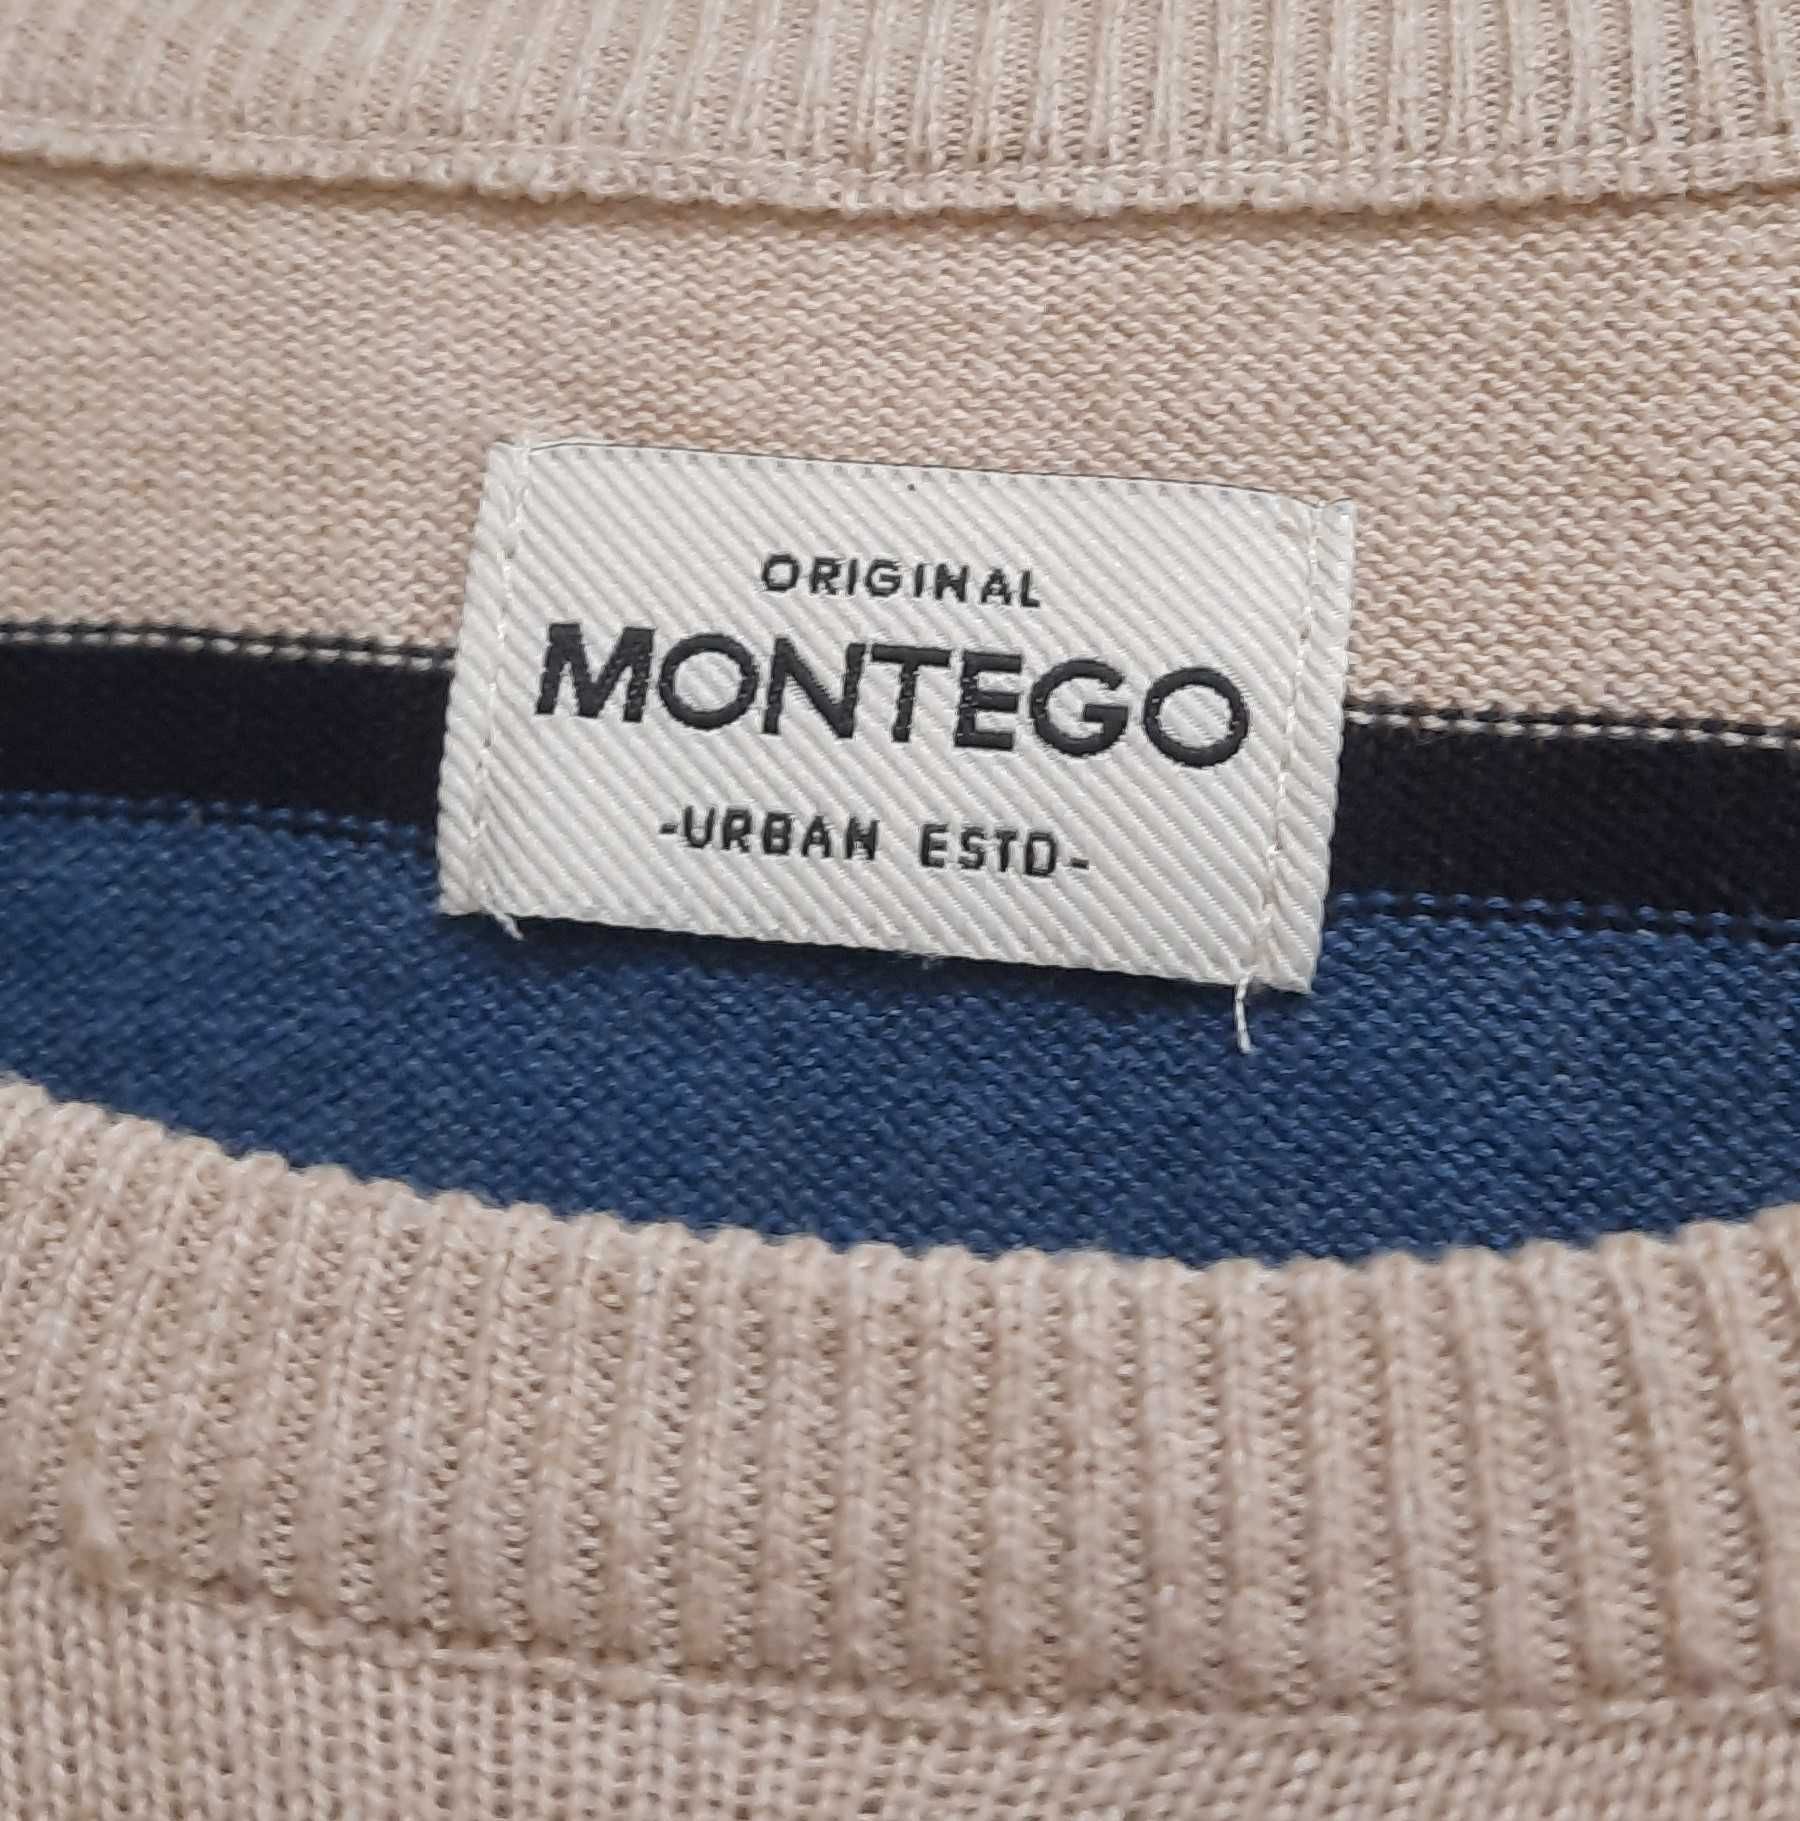 ORIGINAL
MONTEGO
-URBAN ESTD-